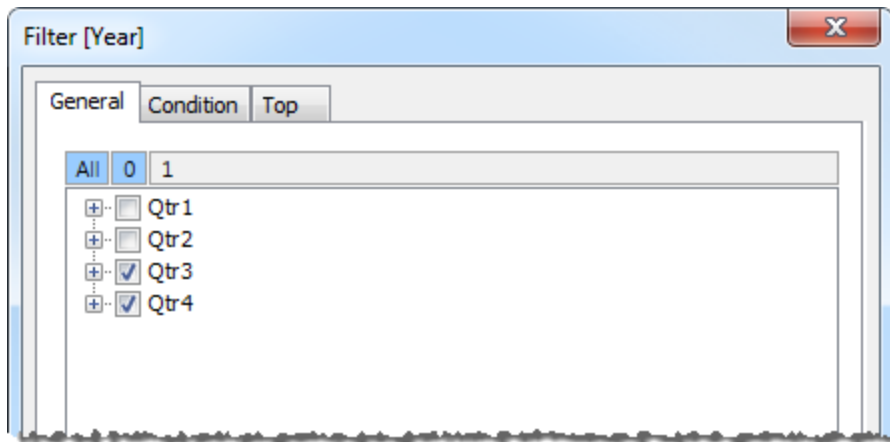 Filter [Year]
General Condition Top
All 0 1
Qtr1
Qtr2
Qtr3
Qtr4